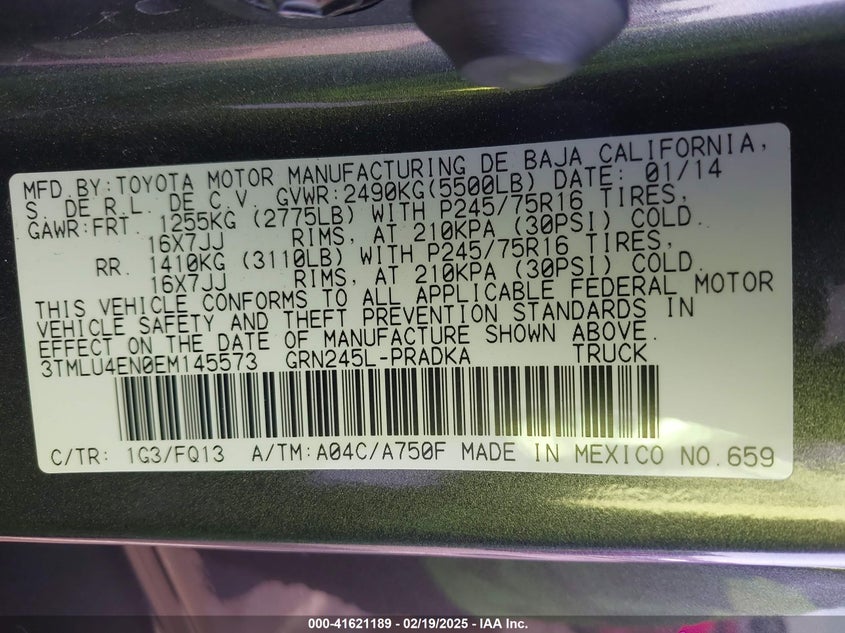 MFD BY:TOYOTA MOTOR MANUFACTURING DE BAJA CALIFORNIA,
S. DE R.L. DE C.V. GVWR:2490KG(5500LB) DATE: 01/14
GAWR:FRT. 1255KG (2775LB) WITH P245/75R16 TIRES,
16X7JJ RIMS, AT 210KPA (30PSI) COLD.
RR. 1410KG (3110LB) WITH P245/75R16 TIRES,
16X7JJ RIMS, AT 210KPA (30PSI) COLD.
THIS VEHICLE CONFORMS TO ALL APPLICABLE FEDERAL MOTOR
VEHICLE SAFETY AND THEFT PREVENTION STANDARDS IN
EFFECT ON THE DATE OF MANUFACTURE SHOWN ABOVE.
3TMLU4EN0EM145573 GRN245L-PRADKA TRUCK
C/TR: 1G3/FQ13 A/TM:A04C/A750F MADE IN MEXICO NO.659
000-41621189 - 02/19/2025 - IAA Inc.